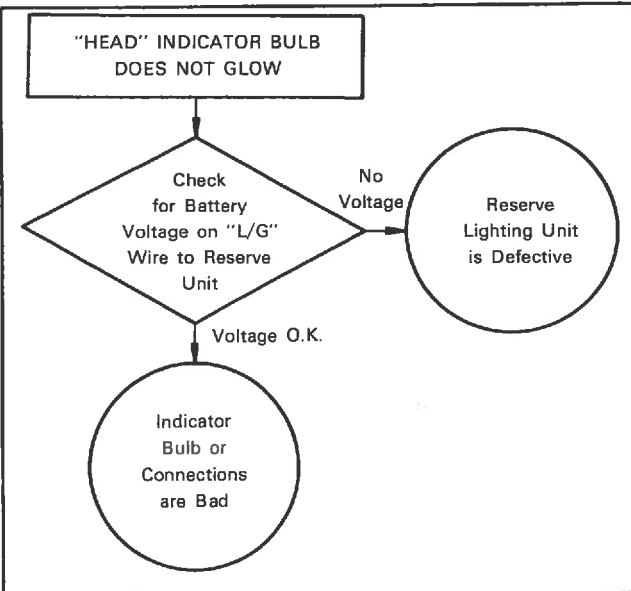 "HEAD" INDICATOR BULB
DOES NOT GLOW
Check
for Battery
Voltage on "L/G"
Wire to Reserve
Unit
No
Voltage
Reserve
Lighting Unit
is Defective
Voltage O.K.
Indicator
Bulb or
Connections
are Bad